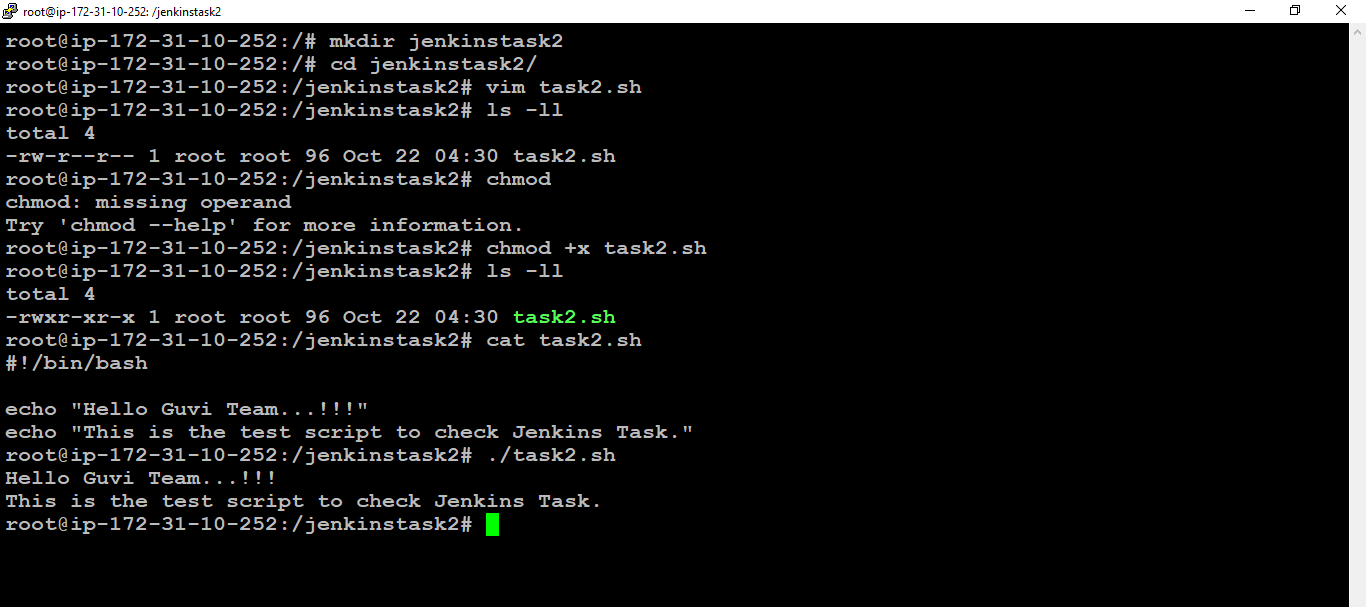 root@ip-172-31-10-252: /jenkinstask2
root@ip-172-31-10-252:/# mkdir jenkinstask2
root@ip-172-31-10-252:/# cd jenkinstask2/
root@ip-172-31-10-252:/jenkinstask2# vim task2.sh
root@ip-172-31-10-252:/jenkinstask2# ls -ll
total 4
-rw-r--r-- 1 root root 96 Oct 22 04:30 task2.sh
root@ip-172-31-10-252:/jenkinstask2# chmod
chmod: missing operand
Try 'chmod --help' for more information.
root@ip-172-31-10-252:/jenkinstask2# chmod +x task2.sh
root@ip-172-31-10-252:/jenkinstask2# ls -ll
total 4
-rwxr-xr-x 1 root root 96 Oct 22 04:30 task2.sh
root@ip-172-31-10-252:/jenkinstask2# cat task2.sh
#!/bin/bash

echo "Hello Guvi Team...!!!"
echo "This is the test script to check Jenkins Task."
root@ip-172-31-10-252:/jenkinstask2# ./task2.sh
Hello Guvi Team...!!!
This is the test script to check Jenkins Task.
root@ip-172-31-10-252:/jenkinstask2#